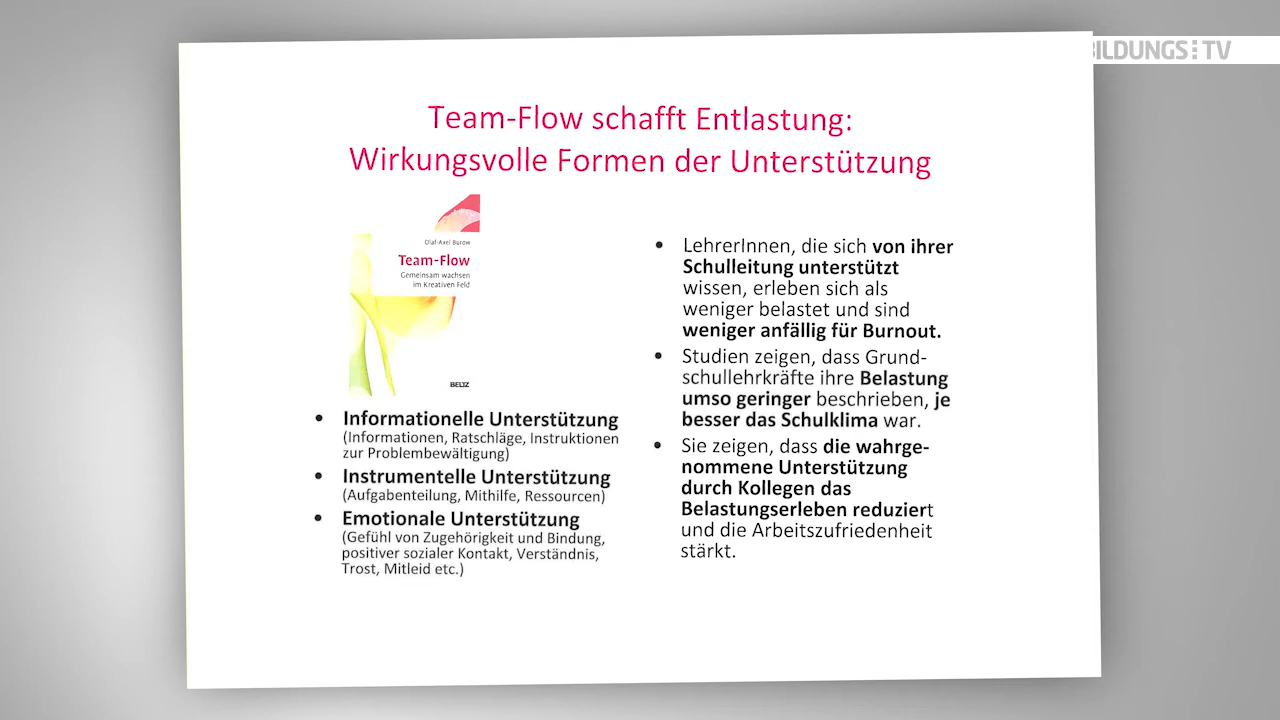 BILDUNGS TV
Team-Flow schafft Entlastung:
Wirkungsvolle Formen der Unterstützung
Olaf-Axel Burow
Team-Flow
Gemeinsam wachsen
im Kreativen Feld
BELTZ
• Informationelle Unterstützung
(Informationen, Ratschläge, Instruktionen
zur Problembewältigung)
• Instrumentelle Unterstützung
(Aufgabenteilung, Mithilfe, Ressourcen)
• Emotionale Unterstützung
(Gefühl von Zugehörigkeit und Bindung,
positiver sozialer Kontakt, Verständnis,
Trost, Mitleid etc.)
• LehrerInnen, die sich von ihrer
Schulleitung unterstützt
wissen, erleben sich als
weniger belastet und sind
weniger anfällig für Burnout.
• Studien zeigen, dass Grund-
schullehrkräfte ihre Belastung
umso geringer beschrieben, je
besser das Schulklima war.
• Sie zeigen, dass die wahrge-
nommene Unterstützung
durch Kollegen das
Belastungserleben reduziert
und die Arbeitszufriedenheit
stärkt.